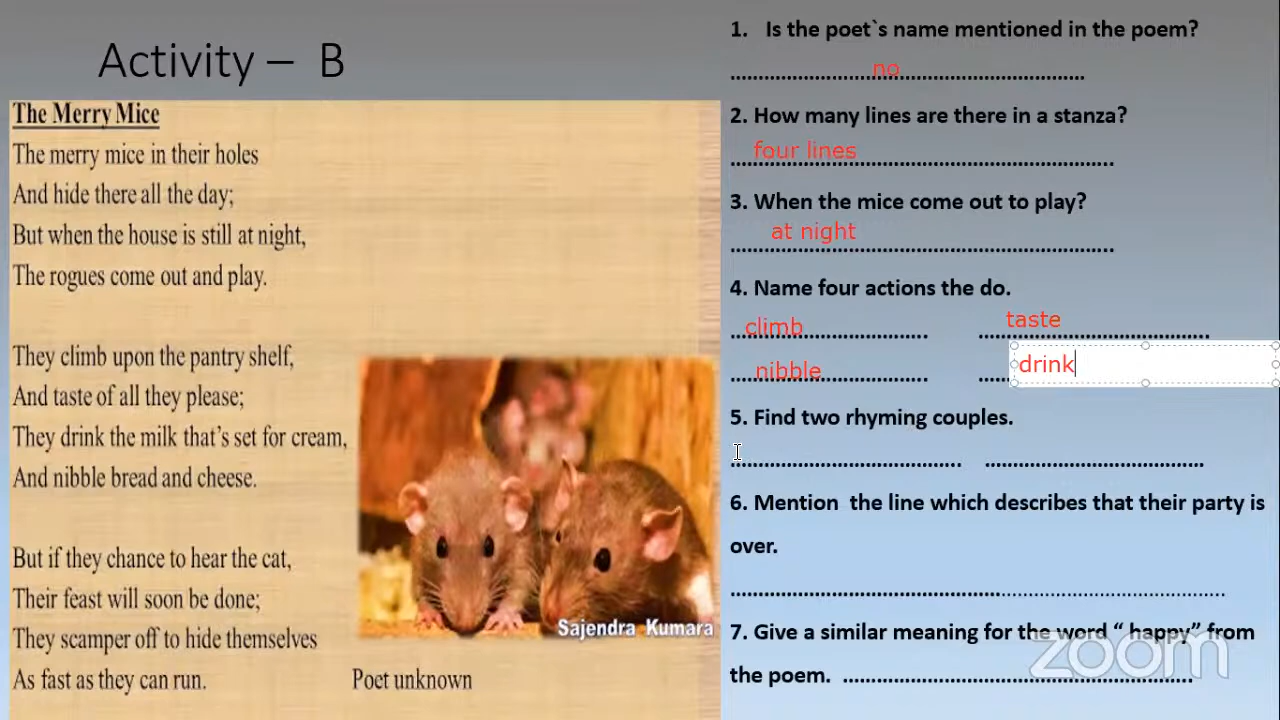 Activity – B
The Merry Mice
The merry mice in their holes
And hide there all the day;
But when the house is still at night,
The rogues come out and play.
They climb upon the pantry shelf,
And taste of all they please;
They drink the milk that's set for cream,
And nibble bread and cheese.
But if they chance to hear the cat,
Their feast will soon be done;
They scamper off to hide themselves
As fast as they can run.
Poet unknown
Sajendra Kumara
1. Is the poet`s name mentioned in the poem?
no
2. How many lines are there in a stanza?
four lines
3. When the mice come out to play?
at night
4. Name four actions the do.
climb taste
nibble drink
5. Find two rhyming couples.
6. Mention the line which describes that their party is
over.
7. Give a similar meaning for the word “ happy” from
the poem.
zoom